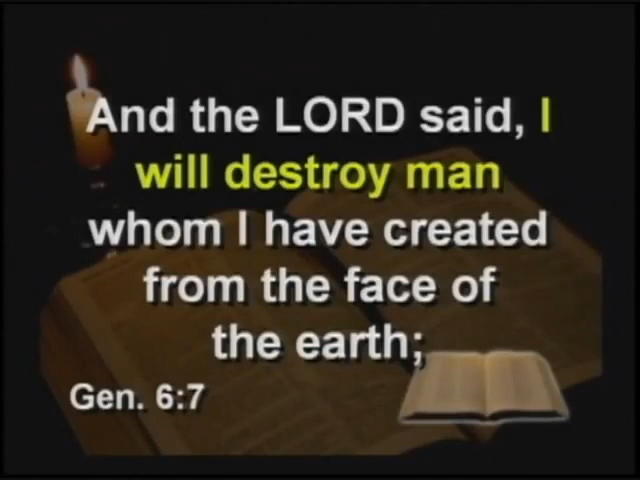 And the LORD said, I
will destroy man
whom I have created
from the face of
the earth;
Gen. 6:7